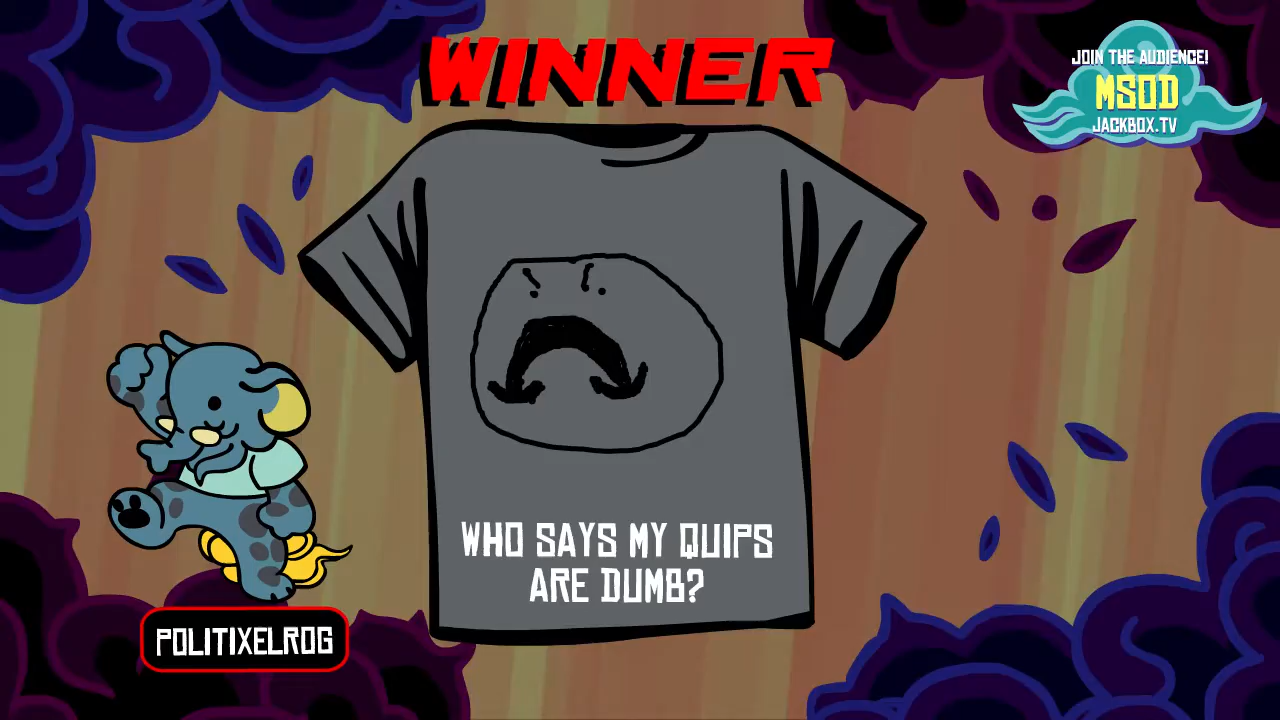 WINNER
JOIN THE AUDIENCE!
MSOD
JACKBOX.TV
WHO SAYS MY QUIPS
ARE DUMB?
POLITIXELROG